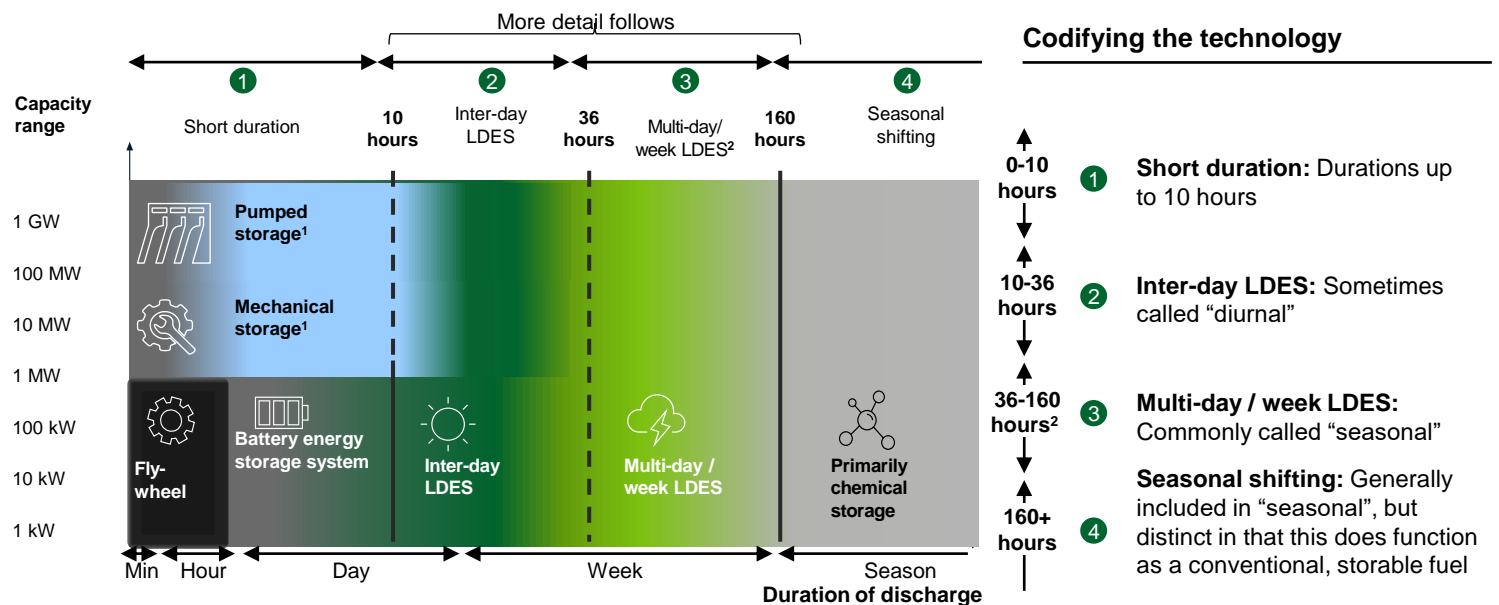 More detail follows
Codifying the technology
1
2
3
4
Capacity
range
Short duration
10
hours
Inter-day
LDES
36
hours
Multi-day/
week LDES²
160
hours
Seasonal
shifting
1 GW
100 MW
10 MW
1 MW
100 kW
10 kW
1 kW
Pumped
storage¹
Mechanical
storage¹
Fly-
wheel
Battery energy
storage system
Inter-day
LDES
Multi-day /
week LDES
Primarily
chemical
storage
Min
Hour
Day
Week
Season
Duration of discharge
0-10
hours
1
Short duration: Durations up
to 10 hours
10-36
hours
2
Inter-day LDES: Sometimes
called “diurnal”
36-160
hours²
3
Multi-day / week LDES:
Commonly called “seasonal”
160+
hours
4
Seasonal shifting: Generally
included in “seasonal”, but
distinct in that this does function
as a conventional, storable fuel